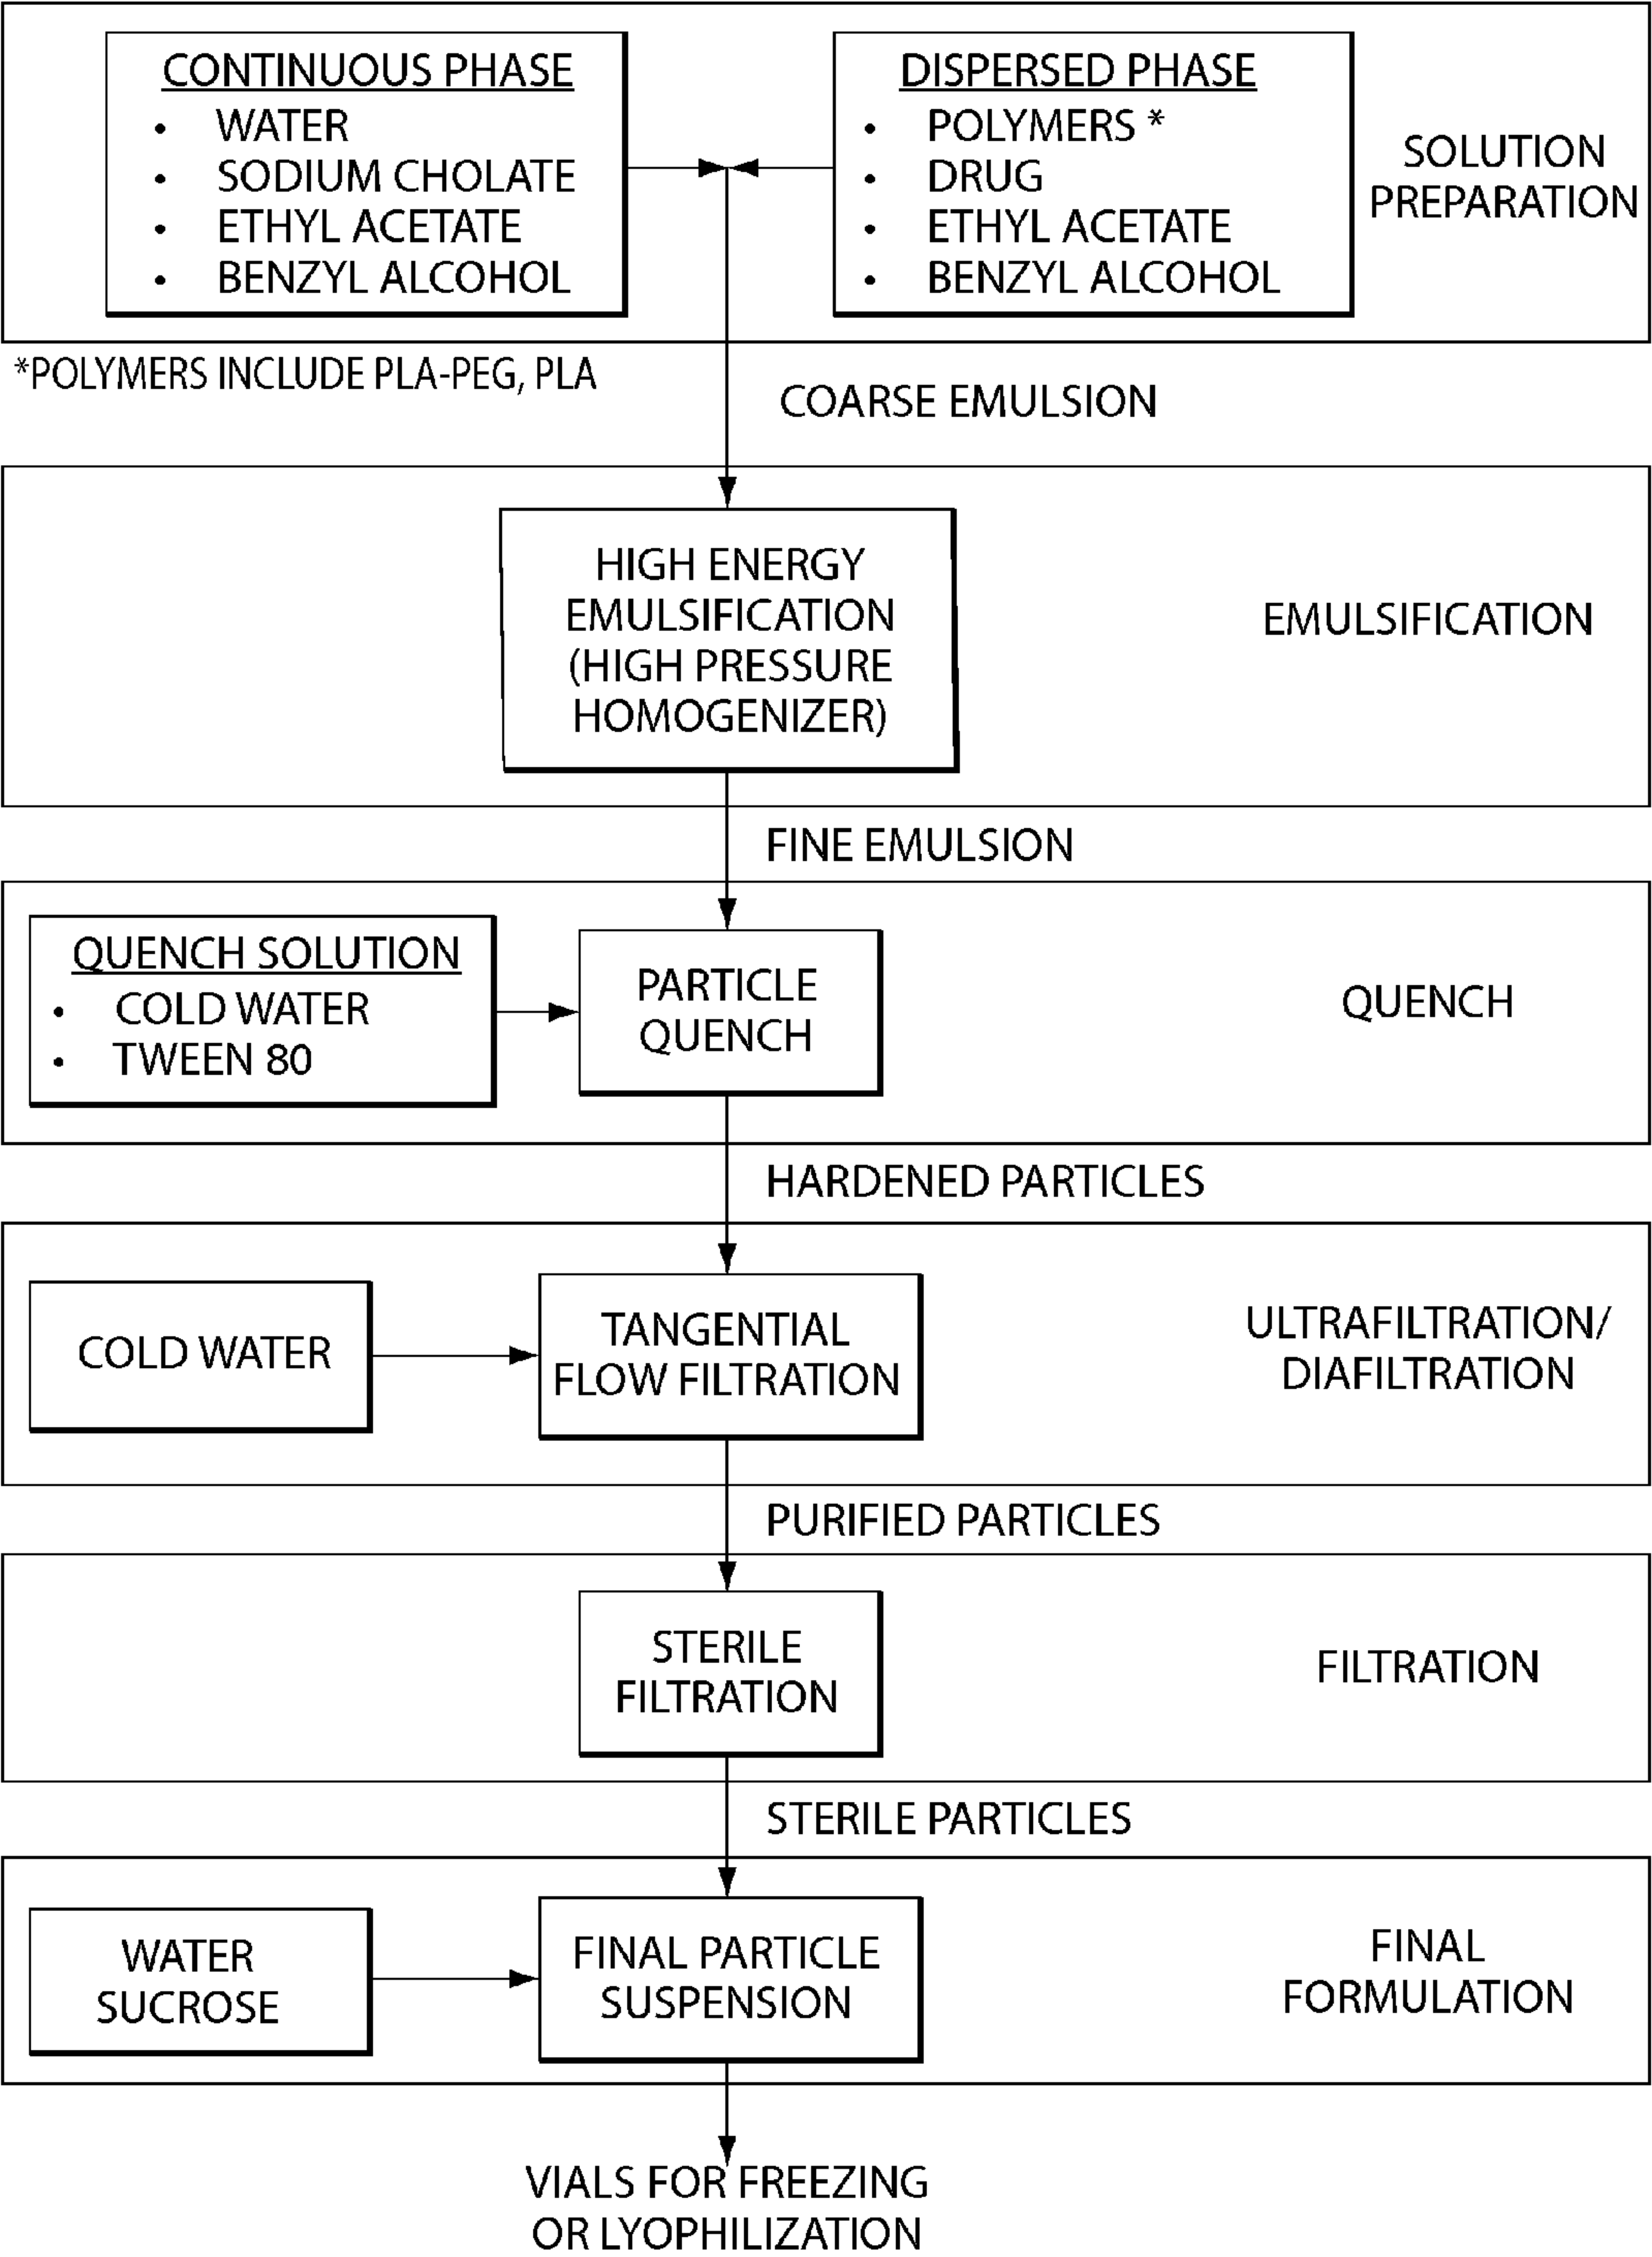 CONTINUOUS PHASE
• WATER
• SODIUM CHOLATE
• ETHYL ACETATE
• BENZYL ALCOHOL
DISPERSED PHASE
• POLYMERS *
• DRUG
• ETHYL ACETATE
• BENZYL ALCOHOL
SOLUTION
PREPARATION
*POLYMERS INCLUDE PLA-PEG, PLA
COARSE EMULSION
HIGH ENERGY
EMULSIFICATION
(HIGH PRESSURE
HOMOGENIZER)
EMULSIFICATION
FINE EMULSION
QUENCH SOLUTION
• COLD WATER
• TWEEN 80
PARTICLE
QUENCH
QUENCH
HARDENED PARTICLES
COLD WATER
TANGENTIAL
FLOW FILTRATION
ULTRAFILTRATION/
DIAFILTRATION
PURIFIED PARTICLES
STERILE
FILTRATION
FILTRATION
STERILE PARTICLES
WATER
SUCROSE
FINAL PARTICLE
SUSPENSION
FINAL
FORMULATION
VIALS FOR FREEZING
OR LYOPHILIZATION